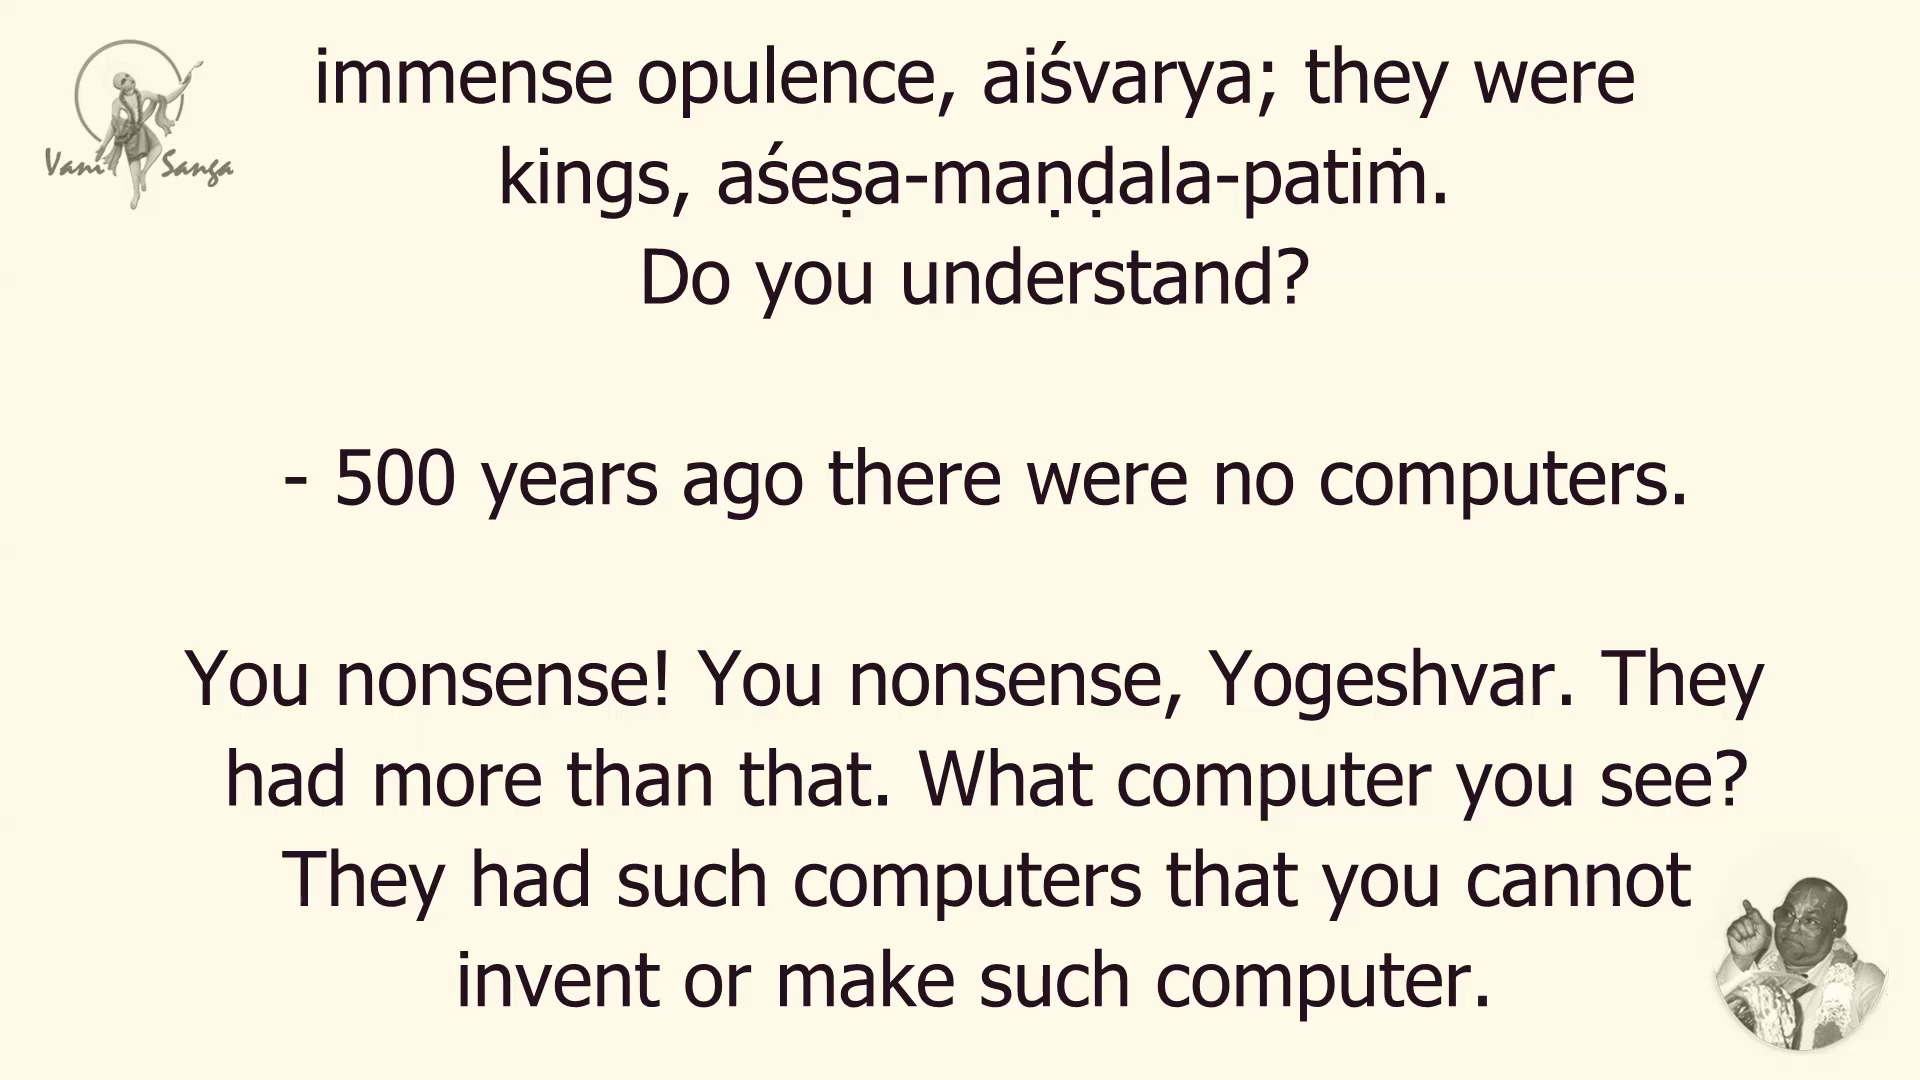 Vani Sanga
immense opulence, aiśvarya; they were
kings, aśeṣa-maṇḍala-patiṁ.
Do you understand?
- 500 years ago there were no computers.
You nonsense! You nonsense, Yogeshvar. They
had more than that. What computer you see?
They had such computers that you cannot
invent or make such computer.